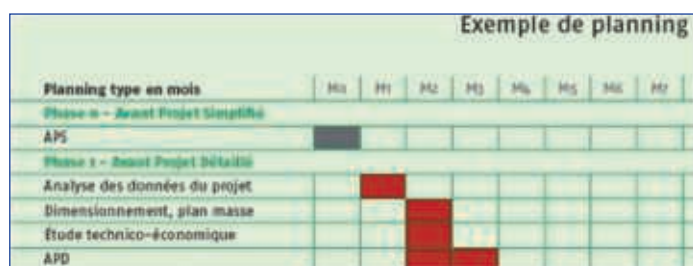 Exemple de planning
Planning type en mois M0 M1 M2 M3 M4 M5 M6 M7
Phase 0 – Avant Projet Simplifié
APS
Phase 1 – Avant Projet Détaillé
Analyse des données du projet
Dimensionnement, plan masse
Étude technico-économique
APD